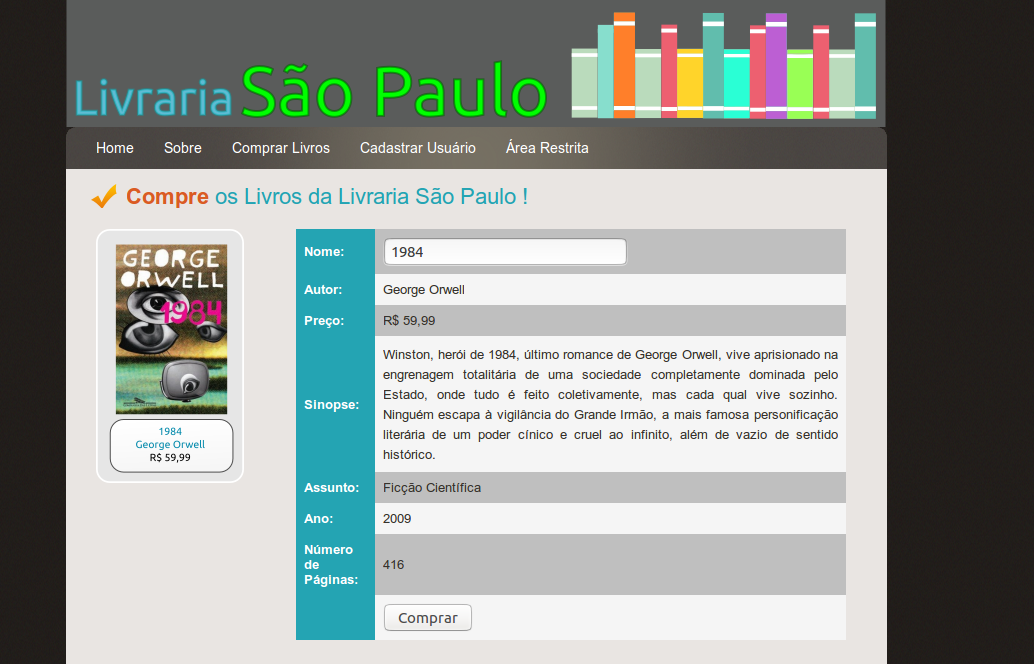 Livraria São Paulo
Home Sobre Comprar Livros Cadastrar Usuário Área Restrita
Compre os Livros da Livraria São Paulo !
GEORGE
ORWELL
1984
1984
George Orwell
R$ 59,99
Nome: 1984
Autor: George Orwell
Preço: R$ 59,99
Sinopse:
Winston, herói de 1984, último romance de George Orwell, vive aprisionado na
engrenagem totalitária de uma sociedade completamente dominada pelo
Estado, onde tudo é feito coletivamente, mas cada qual vive sozinho.
Ninguém escapa à vigilância do Grande Irmão, a mais famosa personificação
literária de um poder cínico e cruel ao infinito, além de vazio de sentido
histórico.
Assunto: Ficção Científica
Ano: 2009
Número
de
Páginas:
416
Comprar